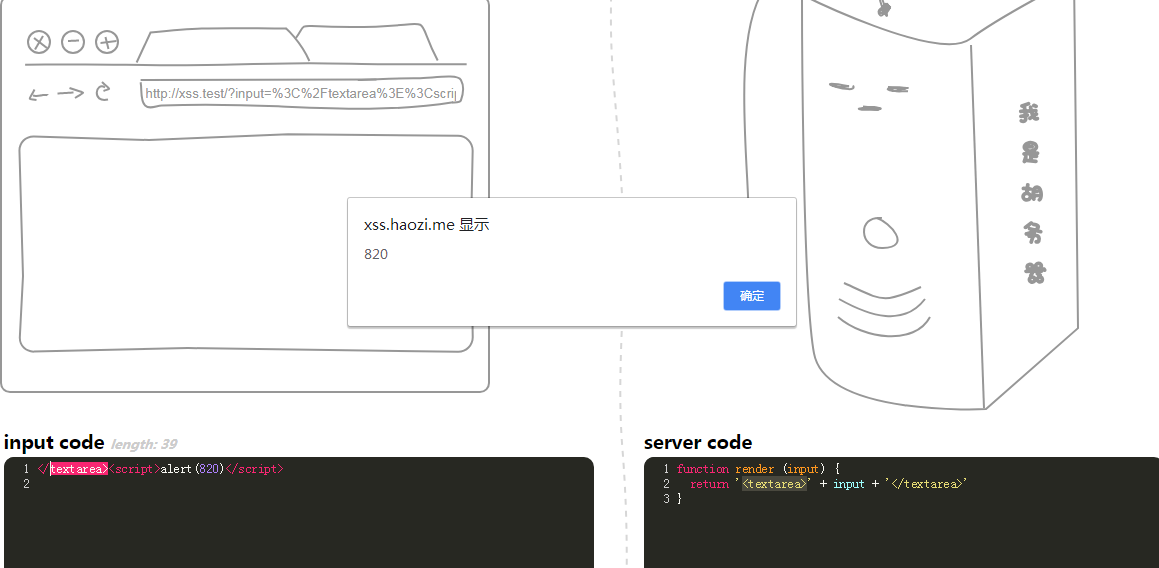 http://xss.test/?input=%3C%2Ftextarea%3E%3Cscrip
我
是
胡
务
器
xss.haozi.me 显示
820
确定
input code length: 39
1 </textarea><script>alert(820)</script>
2
server code
1 function render (input) {
2 return '<textarea>' + input + '</textarea>'
3 }